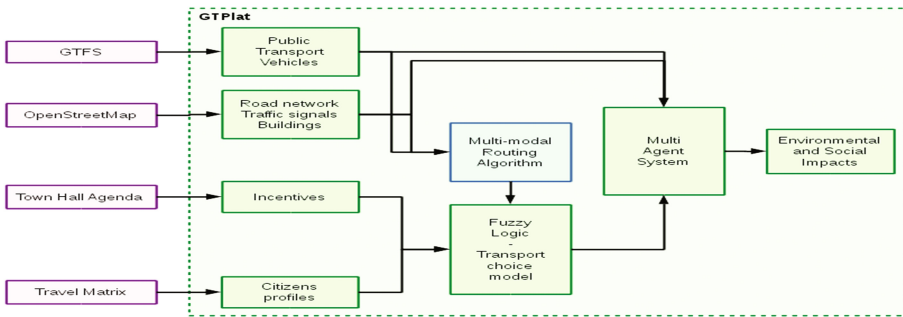 GTPlat
GTFS
Public
Transport
Vehicles
OpenStreetMap
Road network
Traffic signals
Buildings
Multi-modal
Routing
Algorithm
Multi
Agent
System
Environmental
and Social
Impacts
Town Hall Agenda
Incentives
Fuzzy
Logic
-
Transport
choice
model
Travel Matrix
Citizens
profiles